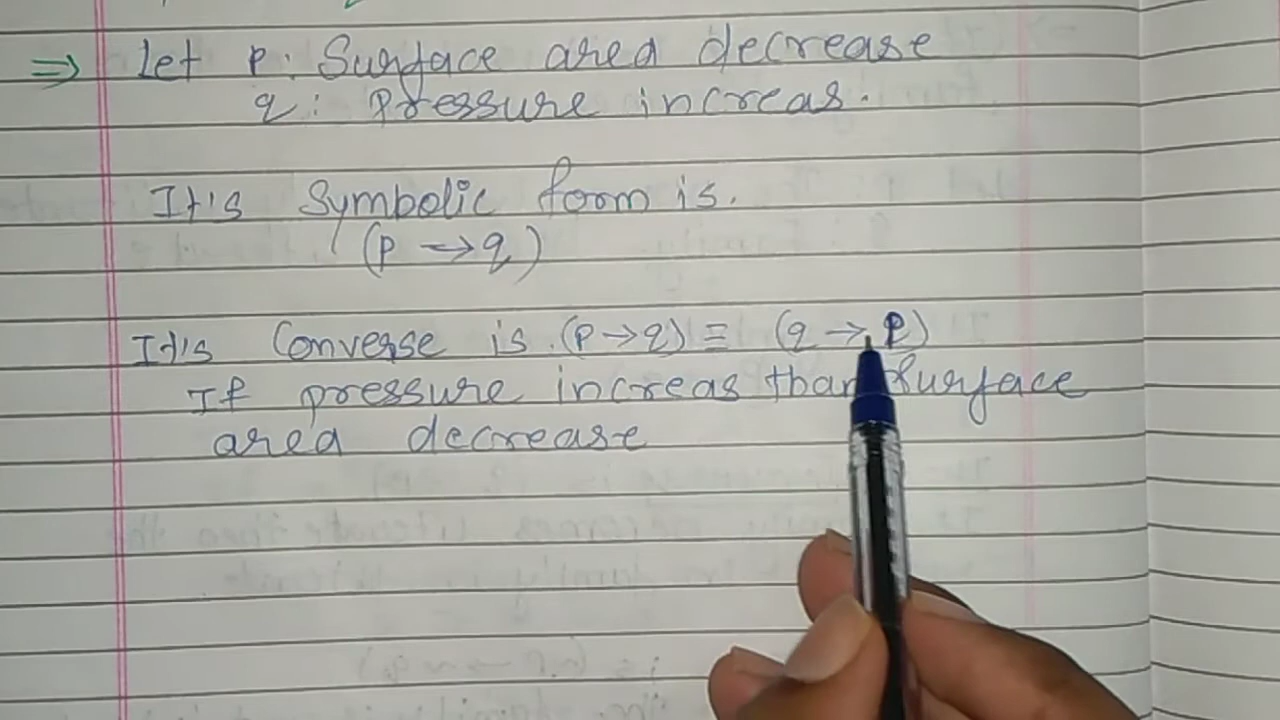 ⇒ Let p: Surface area decrease
q: Pressure increas.
It's Symbolic form is.
(p → q)
It's Converse is. (p → q) ≡ (q → p)
If pressure increas than Surface
area decrease